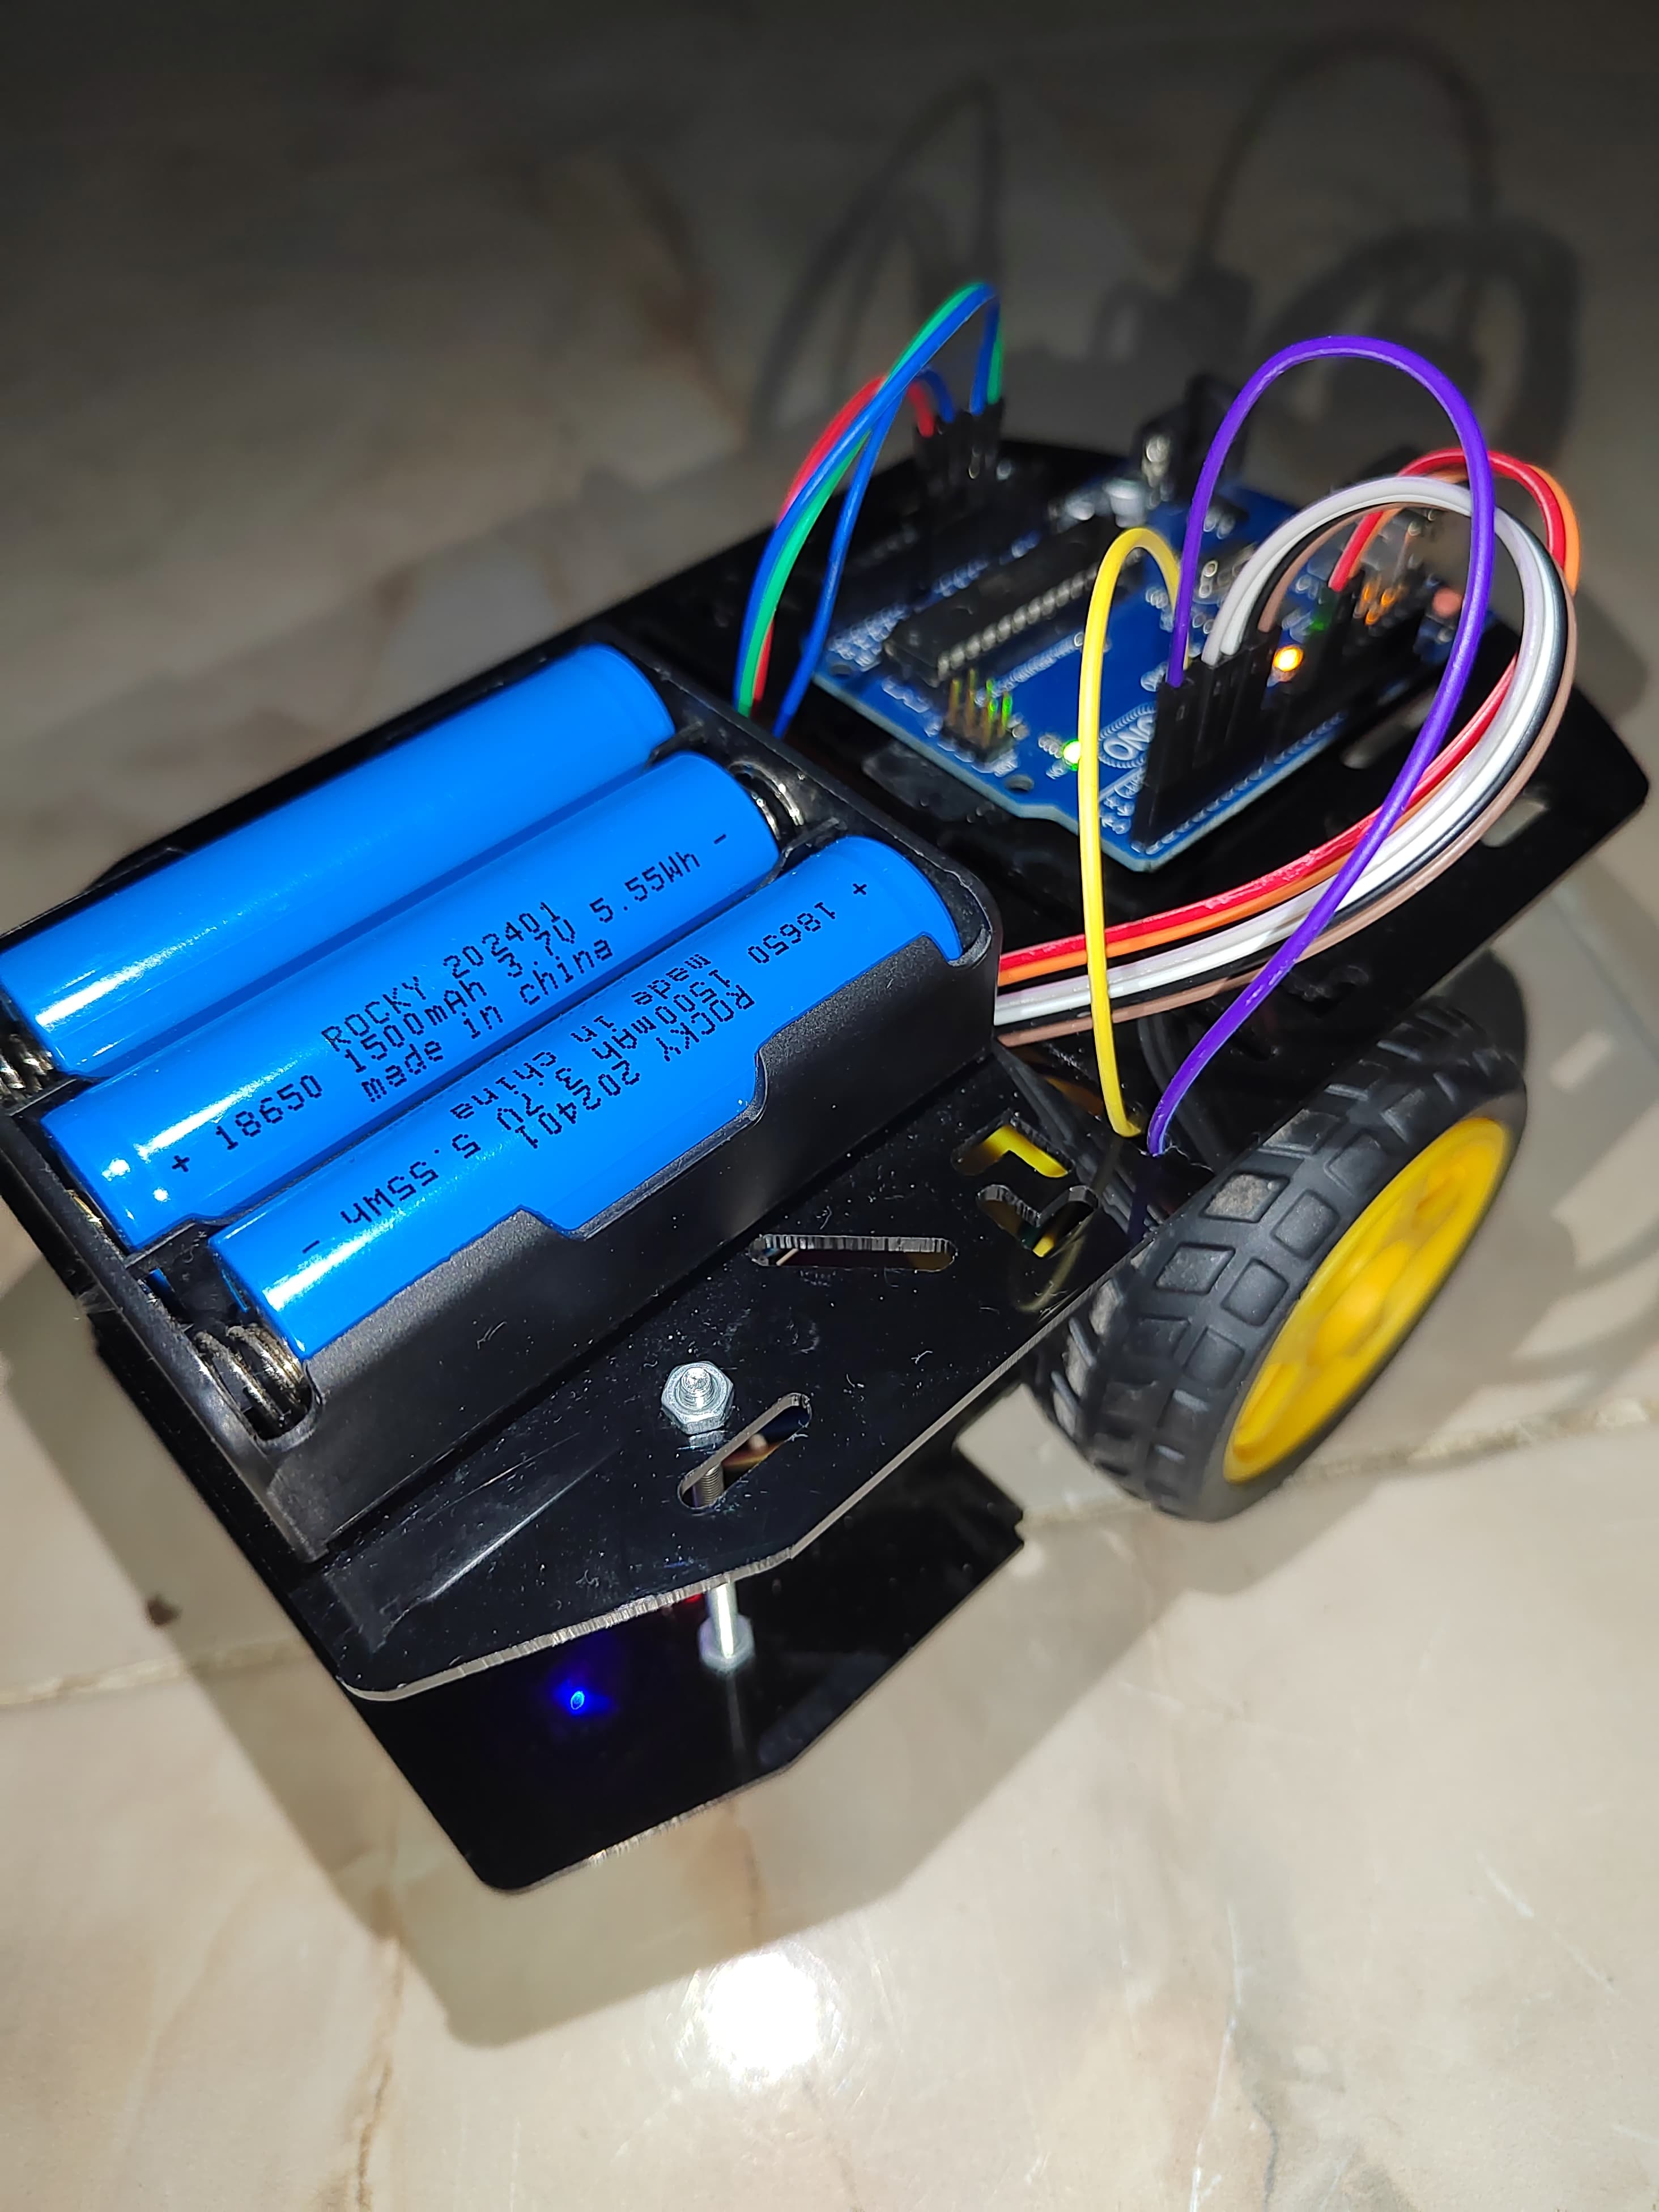 ROCKY 202401
+ 18650 1500mAh 3.7V 5.55Wh -
made in china
ROCKY 202401
+ 18650 1500mAh 3.7V 5.55Wh -
made in china
UNO
ON